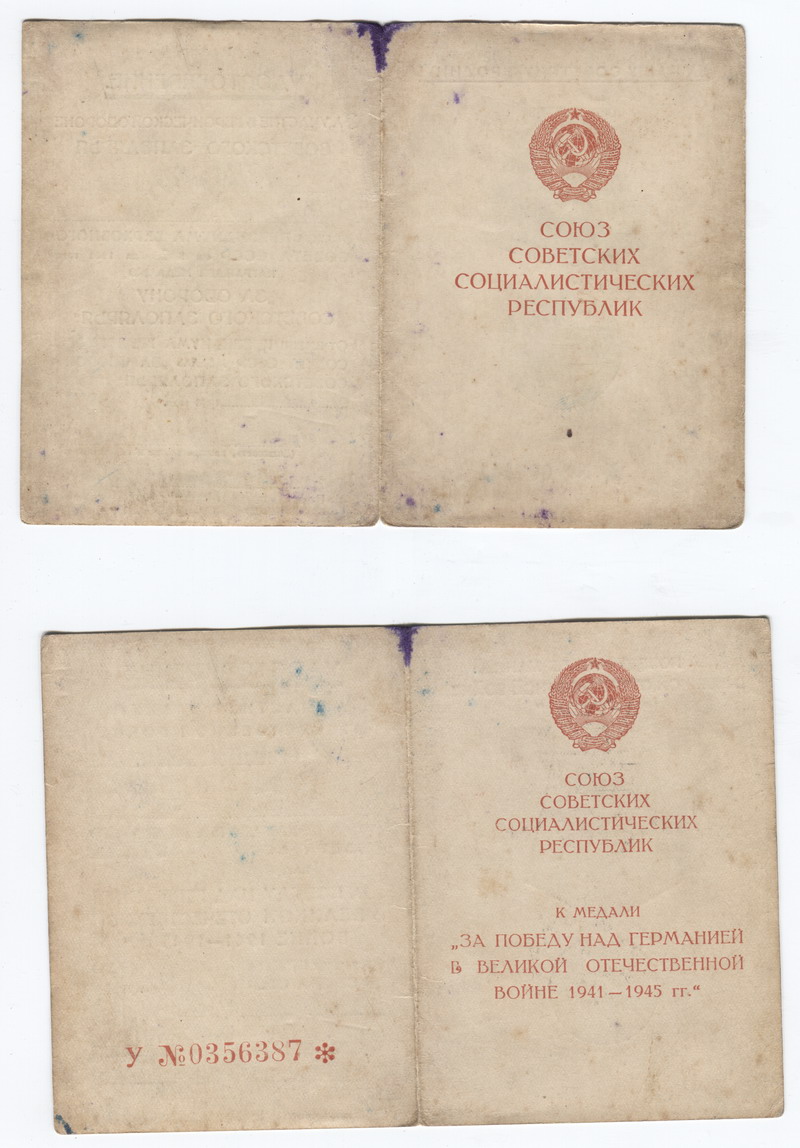 СОЮЗ
СОВЕТСКИХ
СОЦИАЛИСТИЧЕСКИХ
РЕСПУБЛИК
СОЮЗ
СОВЕТСКИХ
СОЦИАЛИСТИЧЕСКИХ
РЕСПУБЛИК
К МЕДАЛИ
„ЗА ПОБЕДУ НАД ГЕРМАНИЕЙ
В ВЕЛИКОЙ ОТЕЧЕСТВЕННОЙ
ВОЙНЕ 1941—1945 гг.“
У №0356387 *